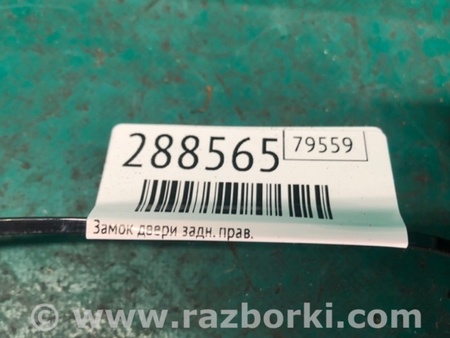 288565 79559
Замок двери задн. прав.
© www.razborki.com